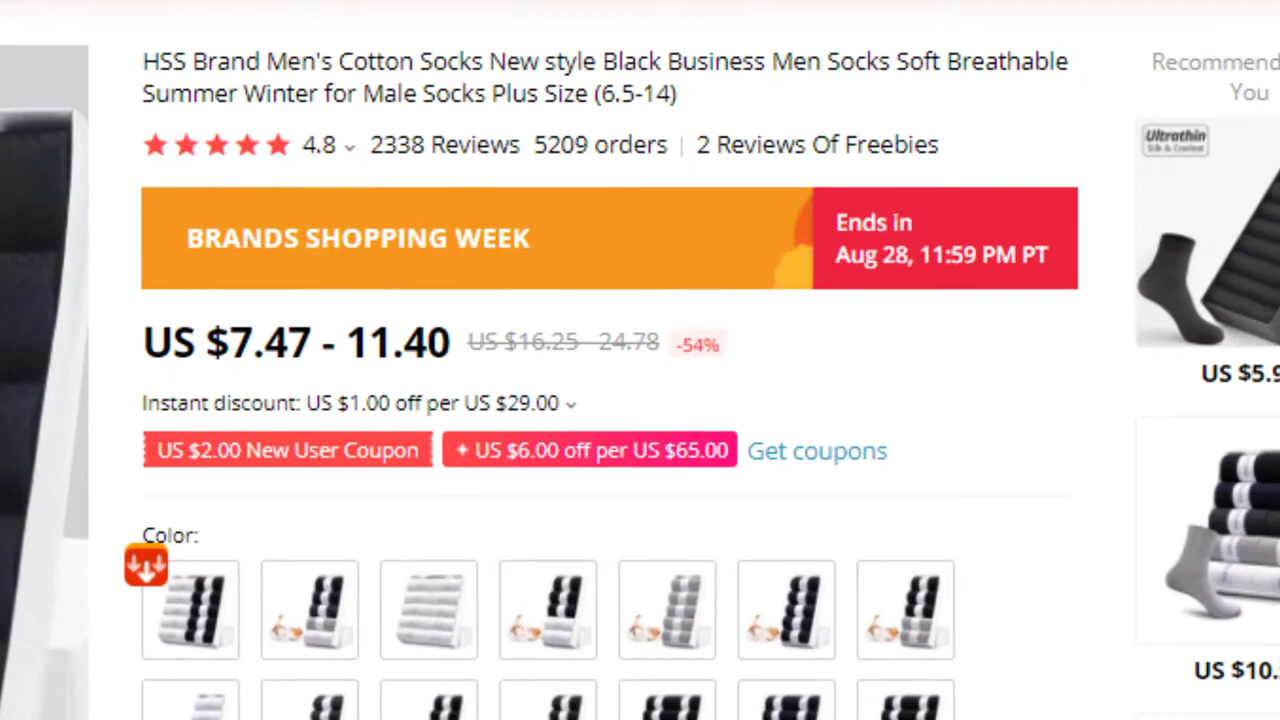 HSS Brand Men's Cotton Socks New style Black Business Men Socks Soft Breathable
Summer Winter for Male Socks Plus Size (6.5-14)
4.8 2338 Reviews 5209 orders | 2 Reviews Of Freebies
BRANDS SHOPPING WEEK
Ends in
Aug 28, 11:59 PM PT
US $7.47 - 11.40 US $16.25 - 24.78 -54%
Instant discount: US $1.00 off per US $29.00
US $2.00 New User Coupon
US $6.00 off per US $65.00
Get coupons
Color:
Recommend
You
Ultrathin
Silk & Contest
US $5.9
US $10.